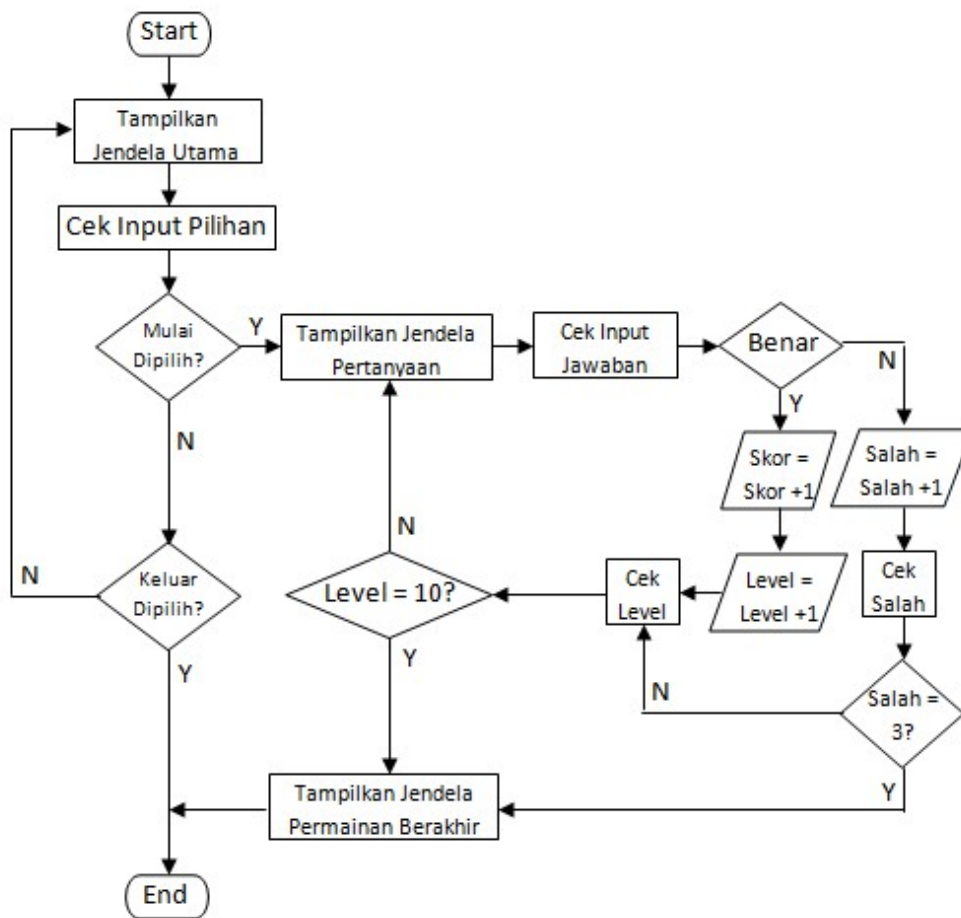 Start
Tampilkan
Jendela Utama
Cek Input Pilihan
Mulai
Dipilih?
Y
N
Tampilkan Jendela
Pertanyaan
Cek Input
Jawaban
Benar
N
Y
Skor =
Skor +1
Salah =
Salah +1
N
Keluar
Dipilih?
N
Y
Level = 10?
Y
Cek
Level
Level =
Level +1
Cek
Salah
N
Salah =
3?
Y
Tampilkan Jendela
Permainan Berakhir
End